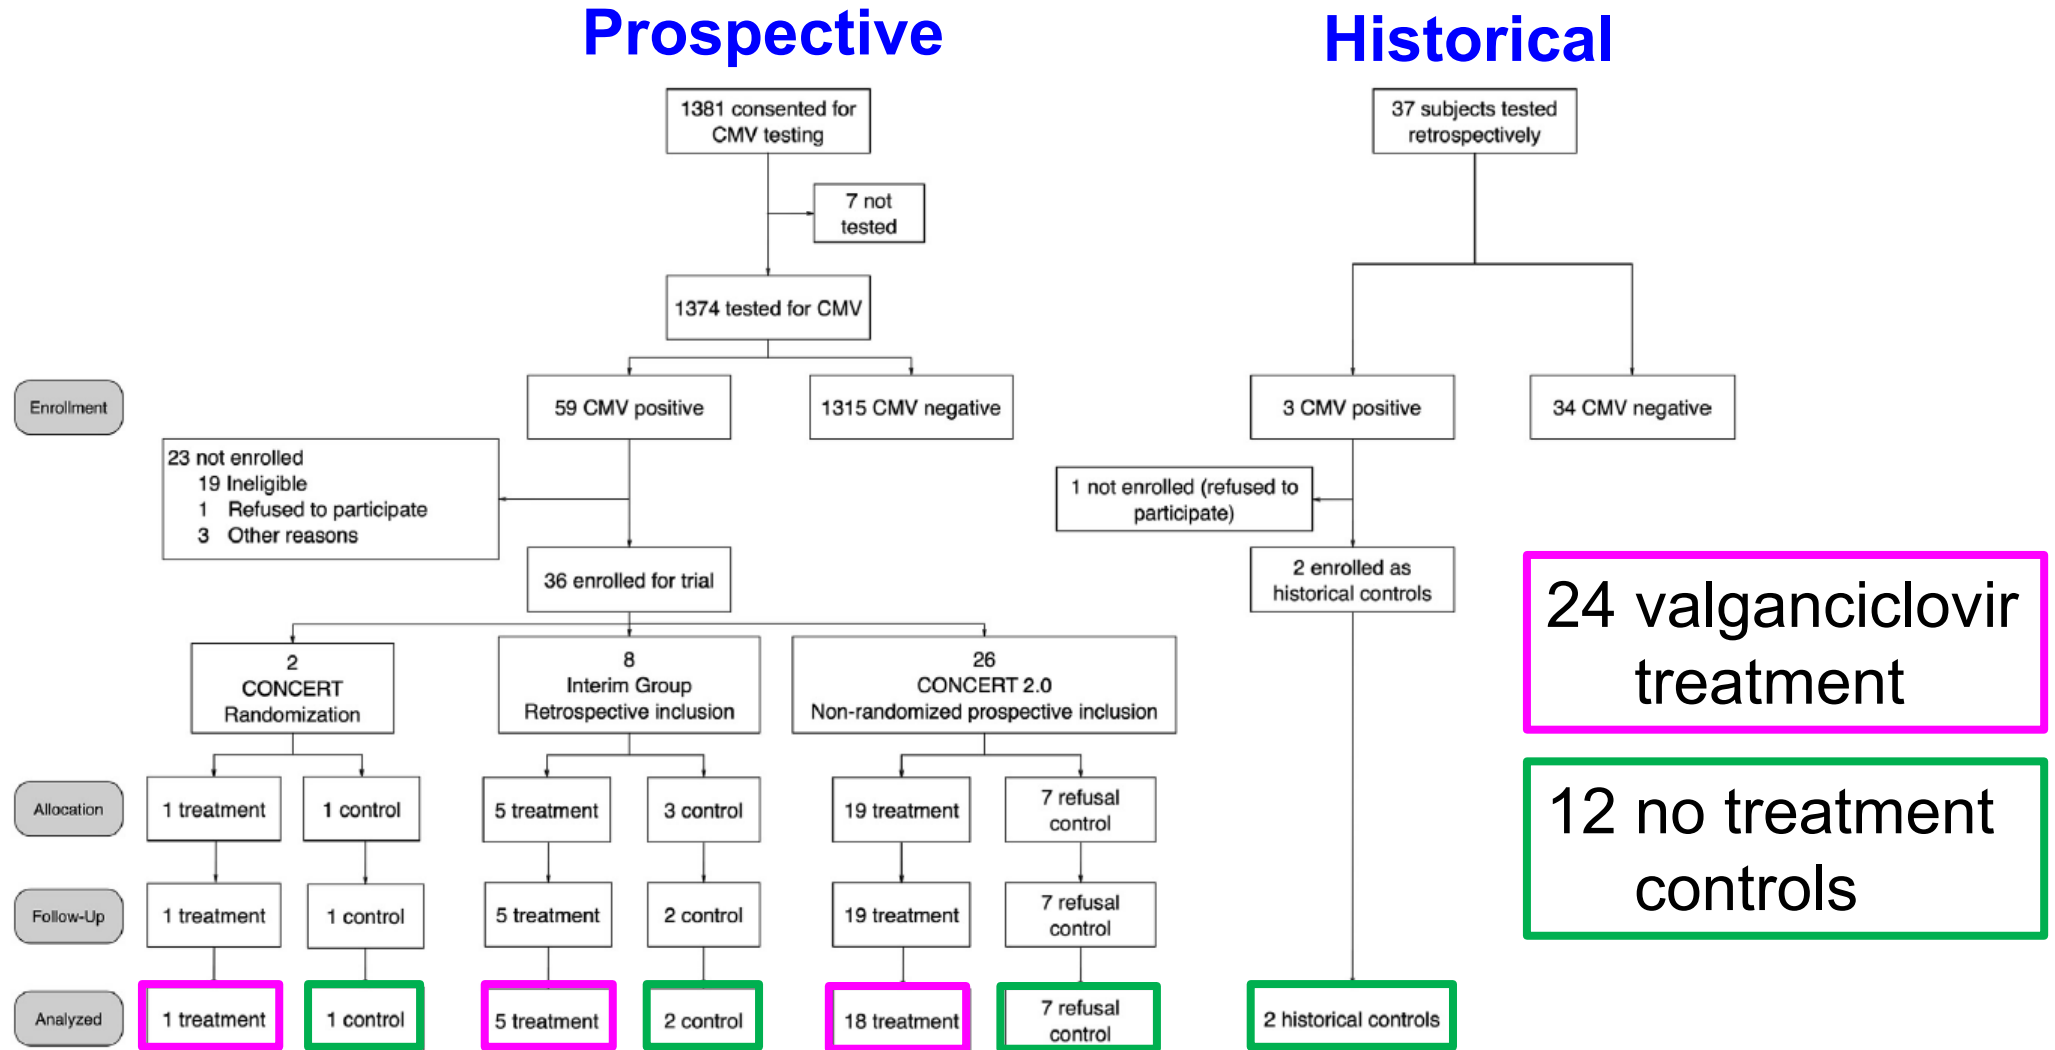 Prospective
Historical
1381 consented for
CMV testing
37 subjects tested
retrospectively
7 not
tested
1374 tested for CMV
Enrollment
59 CMV positive
1315 CMV negative
3 CMV positive
34 CMV negative
23 not enrolled
19 Ineligible
1 Refused to participate
3 Other reasons
1 not enrolled (refused to
participate)
36 enrolled for trial
2 enrolled as
historical controls
24 valganciclovir
treatment
2
CONCERT
Randomization
8
Interim Group
Retrospective inclusion
26
CONCERT 2.0
Non-randomized prospective inclusion
12 no treatment
controls
Allocation
1 treatment
1 control
5 treatment
3 control
19 treatment
7 refusal
control
Follow-Up
1 treatment
1 control
5 treatment
2 control
19 treatment
7 refusal
control
Analyzed
1 treatment
1 control
5 treatment
2 control
18 treatment
7 refusal
control
2 historical controls